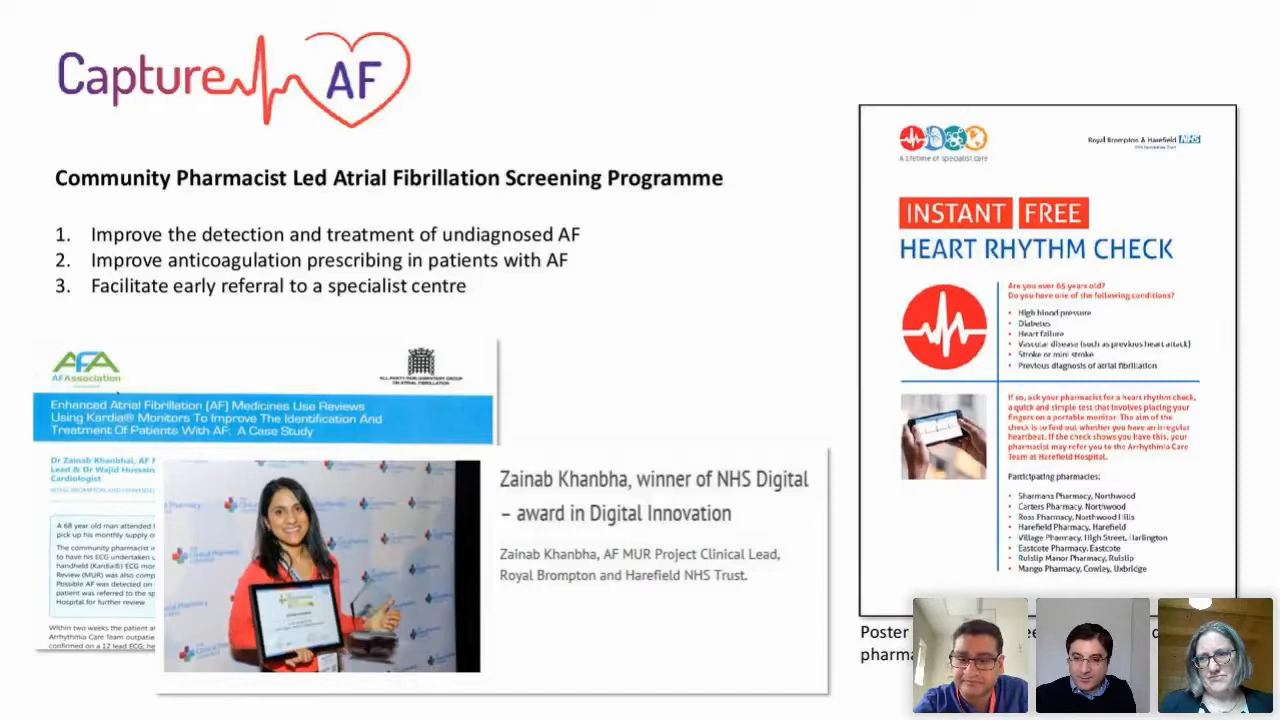 Capture AF
Community Pharmacist Led Atrial Fibrillation Screening Programme
1. Improve the detection and treatment of undiagnosed AF
2. Improve anticoagulation prescribing in patients with AF
3. Facilitate early referral to a specialist centre
AFA
AFAssociation
ALL-PARTY PARLIAMENTARY GROUP
ON ATRIAL FIBRILLATION
Enhanced Atrial Fibrillation (AF) Medicines Use Reviews
Using Kardia® Monitors To Improve The Identification And
Treatment Of Patients With AF: A Case Study
Dr Zainab Khanbhai, AF
Lead & Dr Wajid Hussain
Cardiologist
ROYAL BROMPTON AND HAREFIELD
A 68 year old man attended
pick up his monthly supply o
The community pharmacist
to have his ECG undertaken
handheld (Kardia®) ECG mo
Review (MUR) was also comp
Possible AF was detected on
patient was referred to the sp
Hospital for further review
Within two weeks the patient a
Arrhythmia Care Team outpatie
confirmed on a 12 lead ECG; he
Zainab Khanbha, winner of NHS Digital
– award in Digital Innovation
Zainab Khanbha, AF MUR Project Clinical Lead,
Royal Brompton and Harefield NHS Trust.
A lifetime of specialist care
Royal Brompton & Harefield NHS
NHS Foundation Trust
INSTANT FREE
HEART RHYTHM CHECK
Are you over 65 years old?
Do you have one of the following conditions?
• High blood pressure
• Diabetes
• Heart failure
• Vascular disease (such as previous heart attack)
• Stroke or mini stroke
• Previous diagnosis of atrial fibrillation
If so, ask your pharmacist for a heart rhythm check,
a quick and simple test that involves placing your
fingers on a portable monitor. The aim of the
check is to find out whether you have an irregular
heartbeat. If the check shows you have this, your
pharmacist may refer you to the Arrhythmia Care
Team at Harefield Hospital.
Participating pharmacies:
• Sharmans Pharmacy, Northwood
• Carters Pharmacy, Northwood
• Ross Pharmacy, Northwood Hills
• Harefield Pharmacy, Harefield
• Village Pharmacy, High Street, Harlington
• Eastcote Pharmacy, Eastcote
• Ruislip Manor Pharmacy, Ruislip
• Mango Pharmacy, Cowley, Uxbridge
Poster
pharma